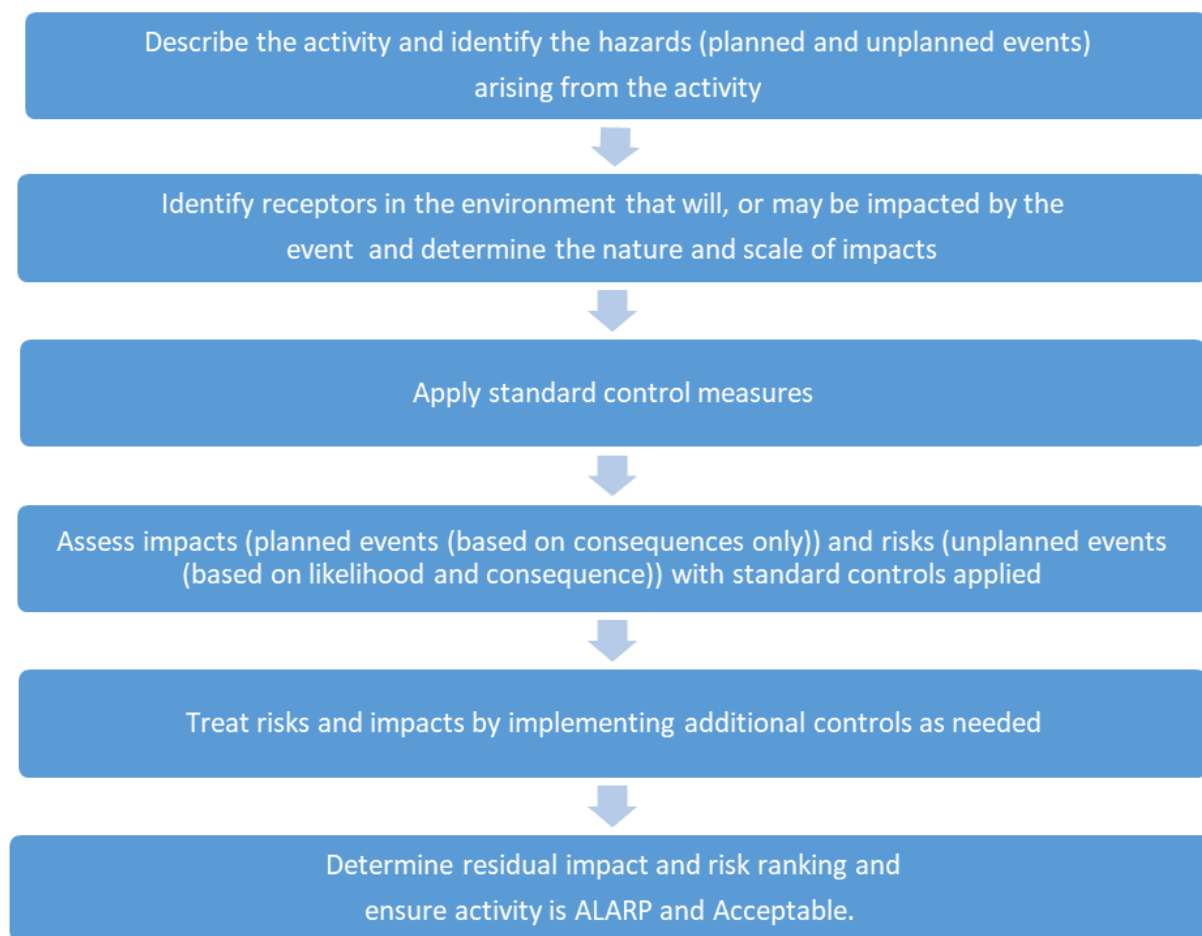 Describe the activity and identify the hazards (planned and unplanned events)
arising from the activity
Identify receptors in the environment that will, or may be impacted by the
event  and determine the nature and scale of impacts
Apply standard control measures
Assess impacts (planned events (based on consequences only)) and risks (unplanned events
(based on likelihood and consequence)) with standard controls applied
Treat risks and impacts by implementing additional controls as needed
Determine residual impact and risk ranking and
ensure activity is ALARP and Acceptable.